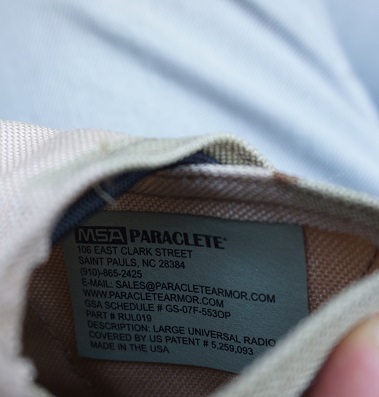 MSA PARACLETE
106 EAST CLARK STREET
SAINT PAULS, NC 28384
(910)-865-2425
E-MAIL: SALES@PARACLETEARMOR.COM
WWW.PARACLETEARMOR.COM
GSA SCHEDULE # GS-07F-553OP
PART # RUL019
DESCRIPTION: LARGE UNIVERSAL RADIO
COVERED BY US PATENT # 5,259,093
MADE IN THE USA